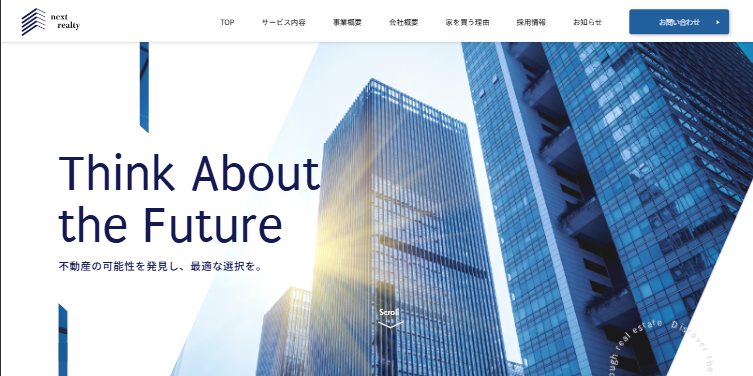 next
realty
TOP
サービス内容
事業概要
会社概要
家を買う理由
採用情報
お知らせ
お問い合わせ
Think About
the Future
不動産の可能性を発見し、最適な選択を。
Scroll
ough real estate Discover the